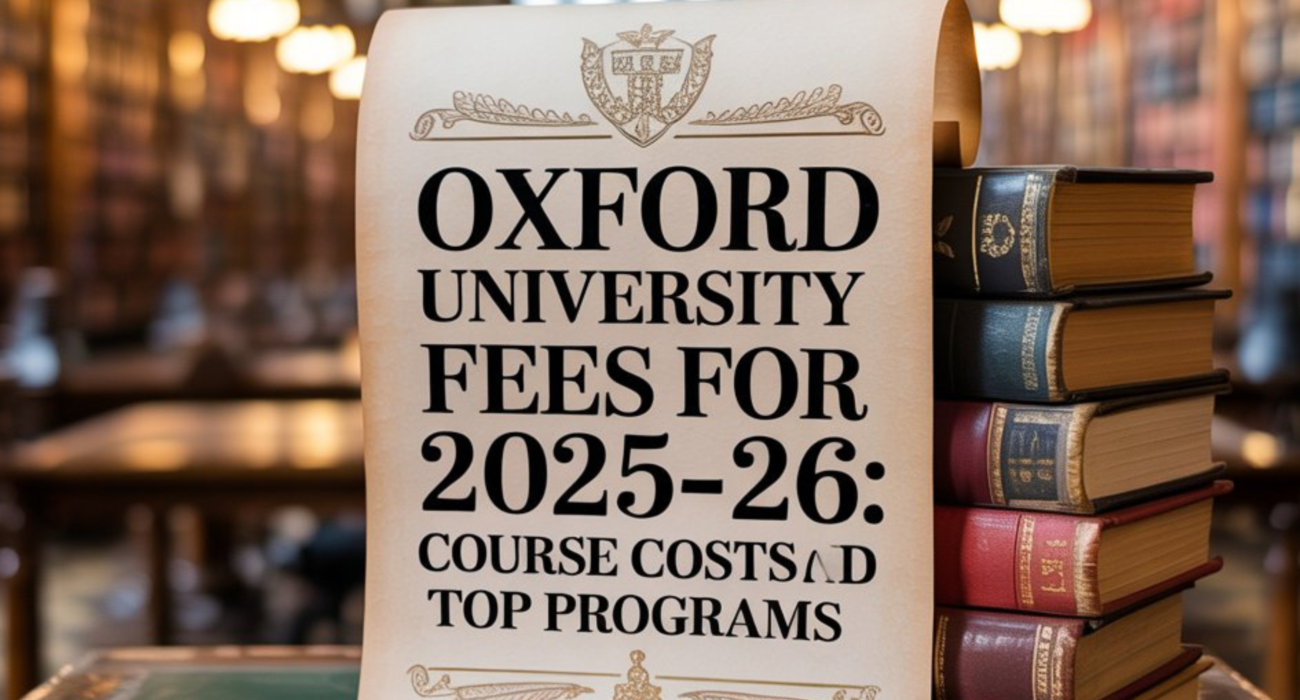 OXFORD
UNIVERSITY
FEES FOR
2025-26:
COURSE COSTS
TOP PROGRAMS